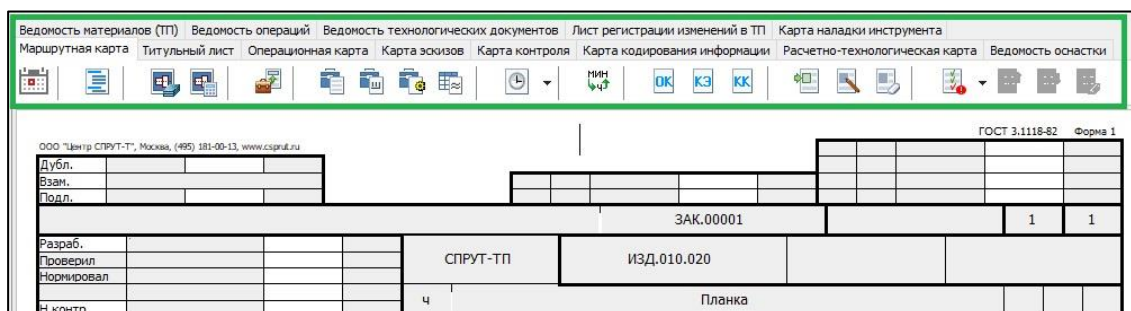 Ведомость материалов (ТП) Ведомость операций Ведомость технологических документов Лист регистрации изменений в ТП Карта наладки инструмента
Маршрутная карта Титульный лист Операционная карта Карта эскизов Карта контроля Карта кодирования информации Расчетно-технологическая карта Ведомость оснастки
МИН
ч
ОК КЭ КК
ГОСТ 3.1118-82 Форма 1
ООО "Центр СПРУТ-Т", Москва, (495) 181-00-13, www.csprut.ru
Дубл.
Взам.
Подл.
ЗАК.00001 1 1
Разраб.
Проверил СПРУТ-ТП ИЗД.010.020
Нормировал
ч Планка
Н.контр.